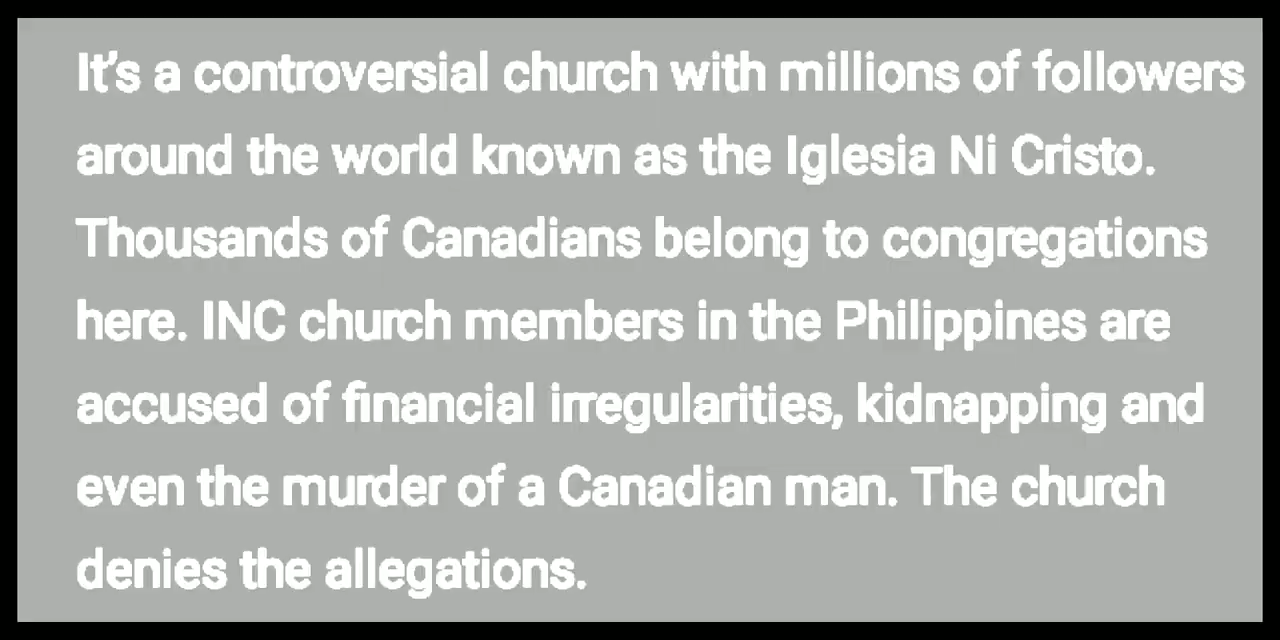 It's a controversial church with millions of followers
around the world known as the Iglesia Ni Cristo.
Thousands of Canadians belong to congregations
here. INC church members in the Philippines are
accused of financial irregularities, kidnapping and
even the murder of a Canadian man. The church
denies the allegations.